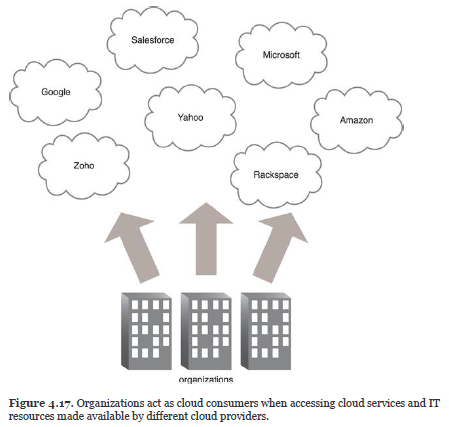 Salesforce
Microsoft
Google
Yahoo
Amazon
Zoho
Rackspace
organizations
Figure 4.17. Organizations act as cloud consumers when accessing cloud services and IT
resources made available by different cloud providers.